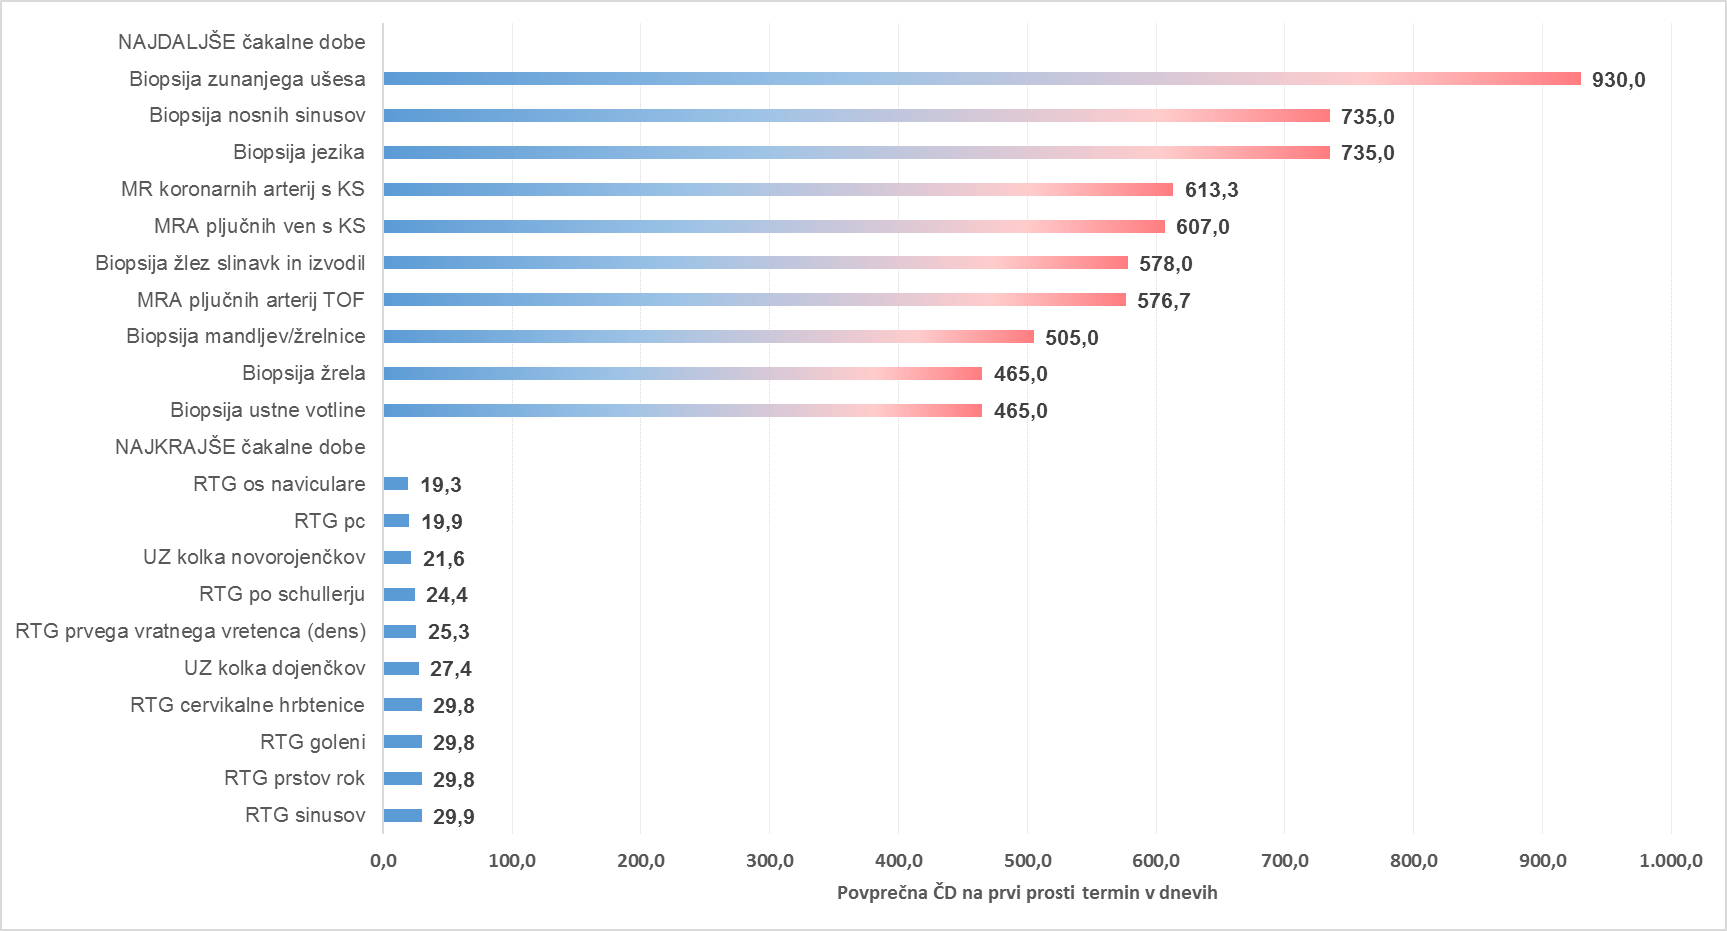 NAJDALJŠE čakalne dobe
Biopsija zunanjega ušesa 930,0
Biopsija nosnih sinusov 735,0
Biopsija jezika 735,0
MR koronarnih arterij s KS 613,3
MRA pljučnih ven s KS 607,0
Biopsija žlez slinavk in izvodil 578,0
MRA pljučnih arterij TOF 576,7
Biopsija mandljev/žrelnice 505,0
Biopsija žrela 465,0
Biopsija ustne votline 465,0
NAJKRAJŠE čakalne dobe
RTG os naviculare 19,3
RTG pc 19,9
UZ kolka novorojenčkov 21,6
RTG po schullerju 24,4
RTG prvega vratnega vretenca (dens) 25,3
UZ kolka dojenčkov 27,4
RTG cervikalne hrbtenice 29,8
RTG goleni 29,8
RTG prstov rok 29,8
RTG sinusov 29,9
0,0 100,0 200,0 300,0 400,0 500,0 600,0 700,0 800,0 900,0 1.000,0
Povprečna ČD na prvi prosti termin v dnevih